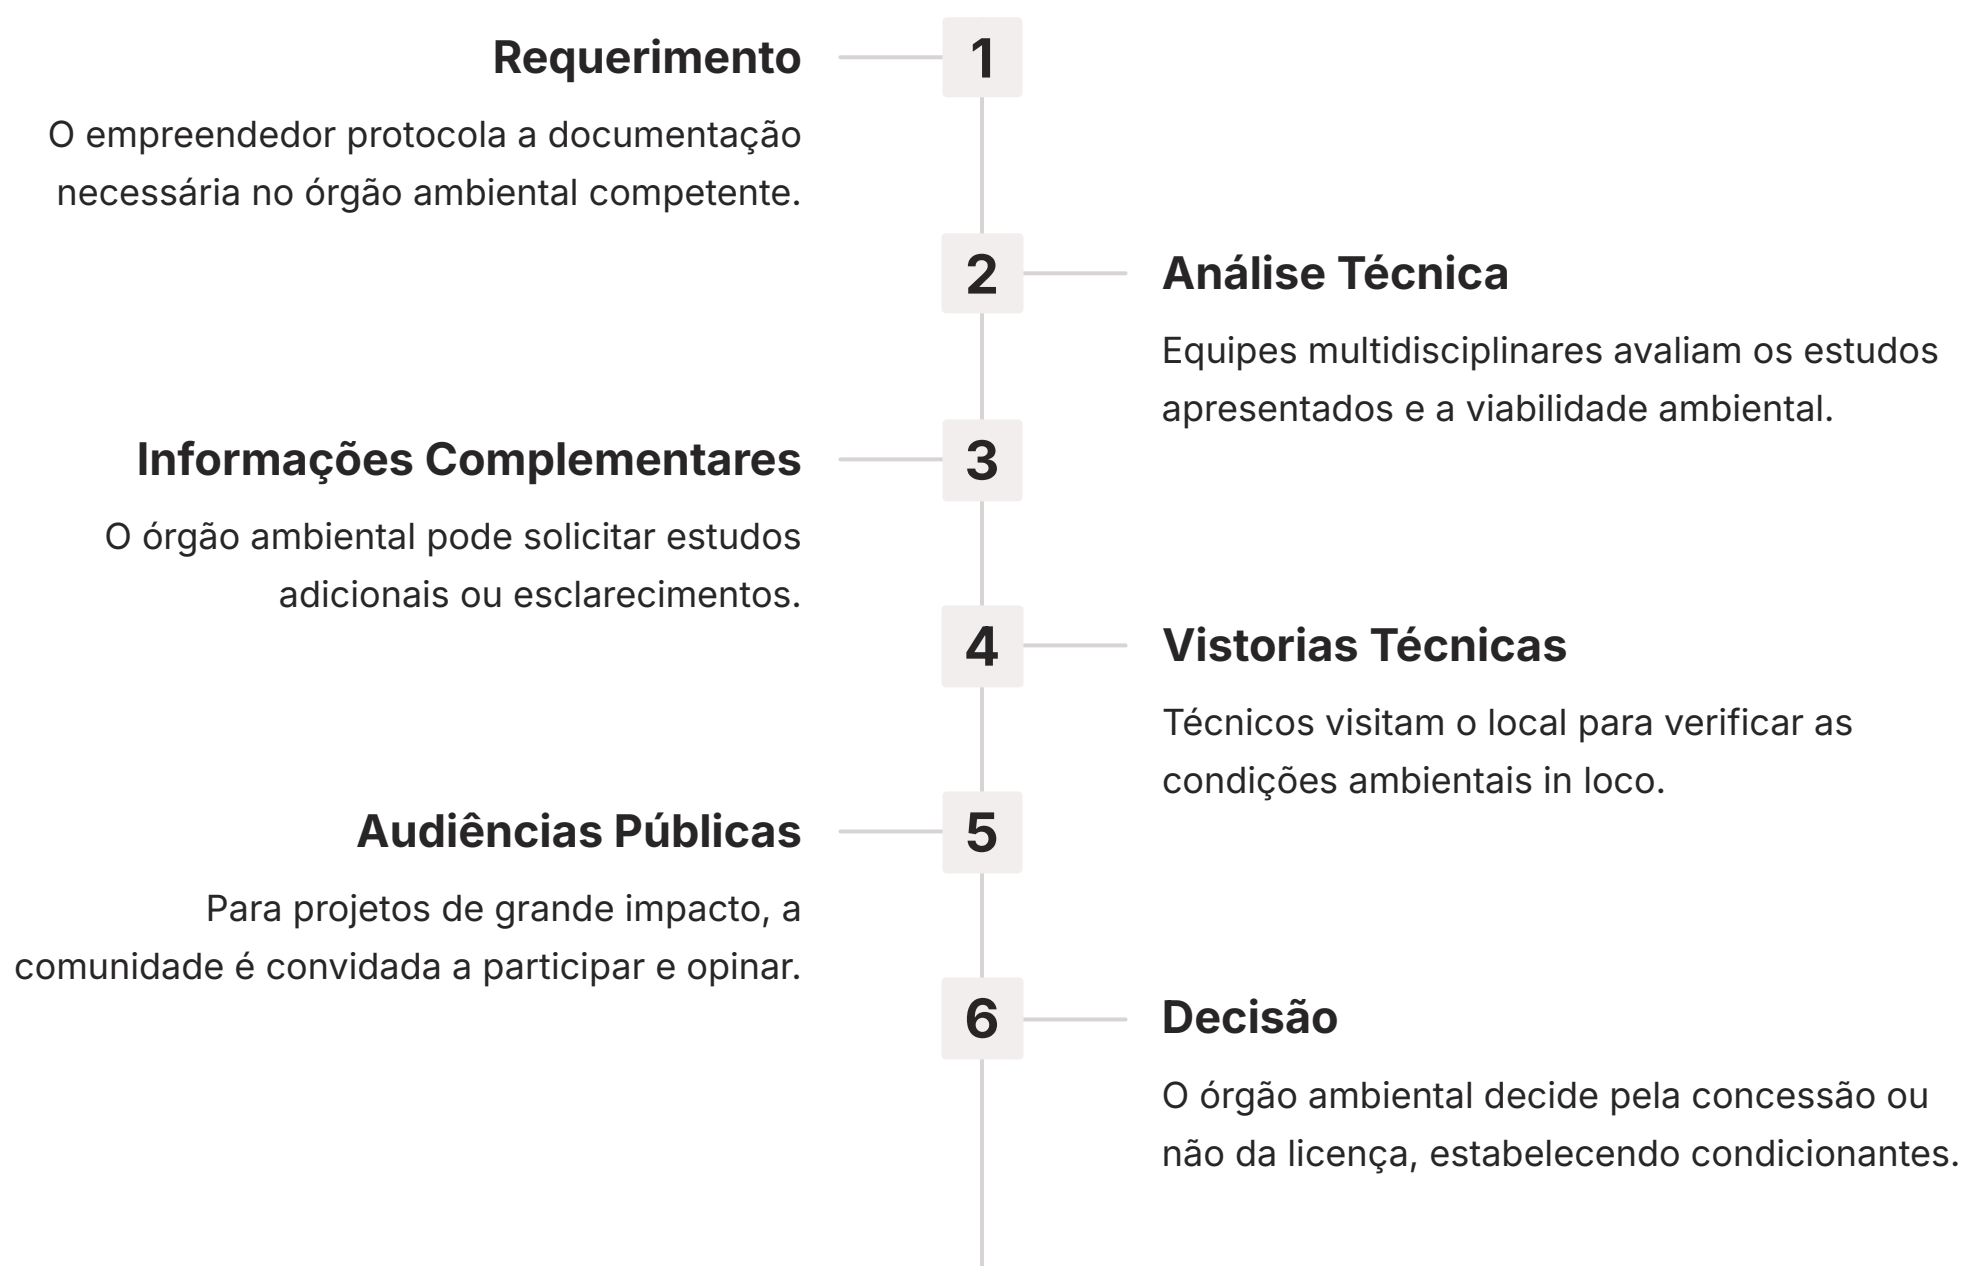 1
Requerimento
O empreendedor protocola a documentação
necessária no órgão ambiental competente.
2
Análise Técnica
Equipes multidisciplinares avaliam os estudos
apresentados e a viabilidade ambiental.
3
Informações Complementares
O órgão ambiental pode solicitar estudos
adicionais ou esclarecimentos.
4
Vistorias Técnicas
Técnicos visitam o local para verificar as
condições ambientais in loco.
5
Audiências Públicas
Para projetos de grande impacto, a
comunidade é convidada a participar e opinar.
6
Decisão
O órgão ambiental decide pela concessão ou
não da licença, estabelecendo condicionantes.